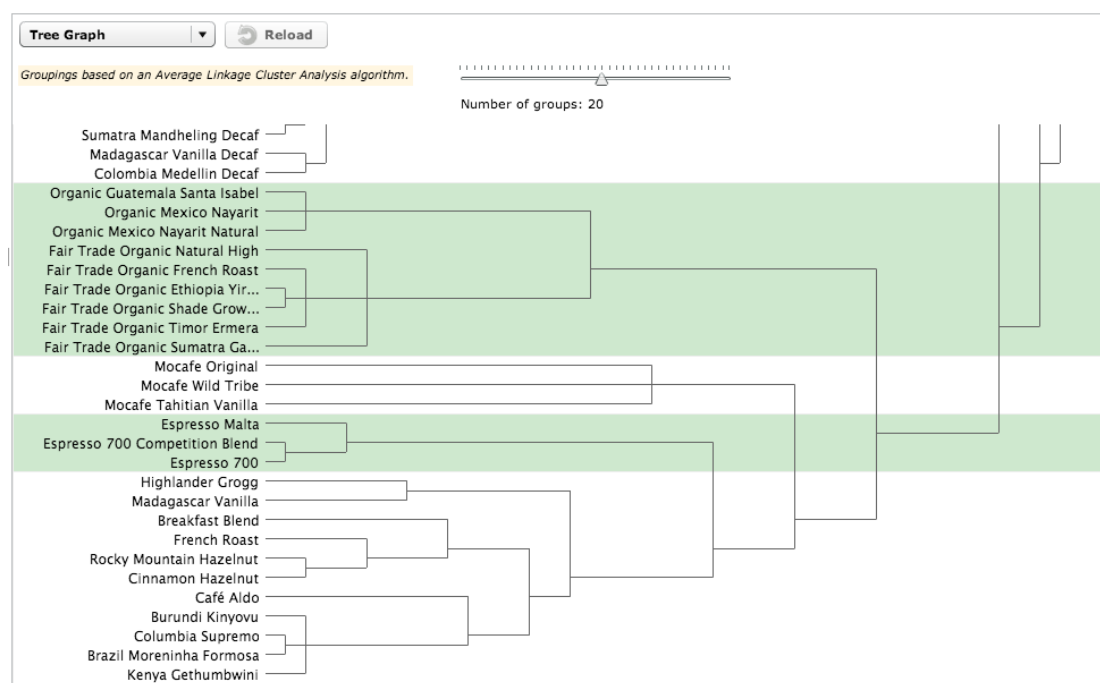 Tree Graph
Reload
Groupings based on an Average Linkage Cluster Analysis algorithm.
Number of groups: 20
Sumatra Mandheling Decaf
Madagascar Vanilla Decaf
Colombia Medellin Decaf
Organic Guatemala Santa Isabel
Organic Mexico Nayarit
Organic Mexico Nayarit Natural
Fair Trade Organic Natural High
Fair Trade Organic French Roast
Fair Trade Organic Ethiopia Yir...
Fair Trade Organic Shade Grow...
Fair Trade Organic Timor Ermera
Fair Trade Organic Sumatra Ga...
Mocafe Original
Mocafe Wild Tribe
Mocafe Tahitian Vanilla
Espresso Malta
Espresso 700 Competition Blend
Espresso 700
Highlander Grogg
Madagascar Vanilla
Breakfast Blend
French Roast
Rocky Mountain Hazelnut
Cinnamon Hazelnut
Café Aldo
Burundi Kinyovu
Columbia Supremo
Brazil Moreninha Formosa
Kenya Gethumbwini